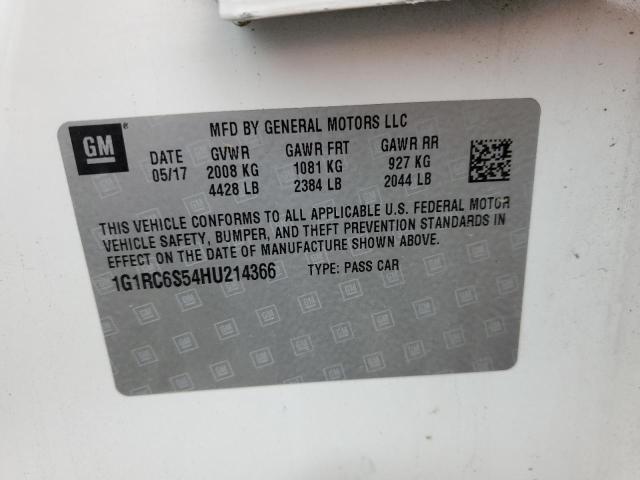 GM ® MFD BY GENERAL MOTORS LLC
DATE GVWR GAWR FRT GAWR RR
05/17 2008 KG 1081 KG 927 KG
4428 LB 2384 LB 2044 LB
THIS VEHICLE CONFORMS TO ALL APPLICABLE U.S. FEDERAL MOTOR
VEHICLE SAFETY, BUMPER, AND THEFT PREVENTION STANDARDS IN
EFFECT ON THE DATE OF MANUFACTURE SHOWN ABOVE.
1G1RC6S54HU214366 TYPE: PASS CAR